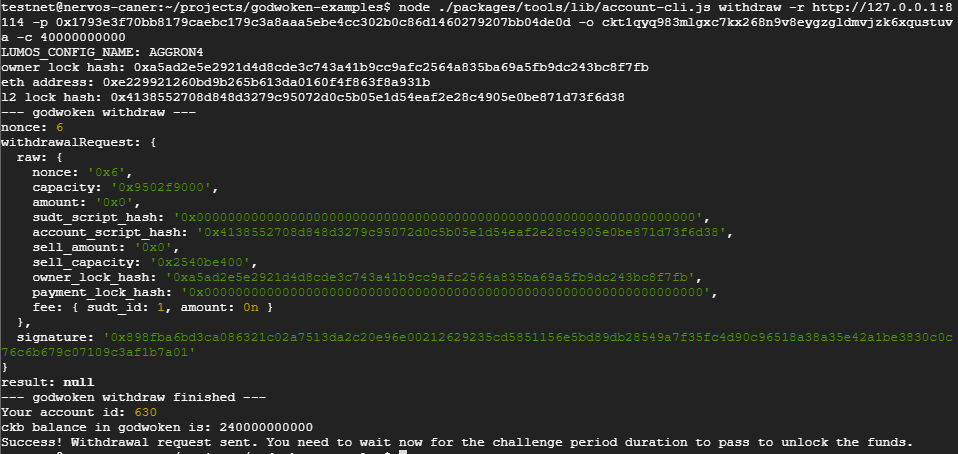 testnet@nervos-caner:~/projects/godwoken-examples$ node ./packages/tools/lib/account-cli.js withdraw -r http://127.0.0.1:8
114 -p 0x1793e3f70bb8179caebc179c3a8aaa5ebe4cc302b0c86d1460279207bb04de0d -o ckt1qyq983mlgxc7kx268n9v8eygzgldmvjzk6xqustuv
a -c 40000000000
LUMOS_CONFIG_NAME: AGGRON4
owner lock hash: 0xa5ad2e5e2921d4d8cde3c743a41b9cc9afc2564a835ba69a5fb9dc243bc8f7fb
eth address: 0xe229921260bd9b265b613da0160f4f863f8a931b
l2 lock hash: 0x4138552708d848d3279c95072d0c5b05e1d54eaf2e28c4905e0be871d73f6d38
--- godwoken withdraw ---
nonce: 6
withdrawalRequest: {
  raw: {
    nonce: '0x6',
    capacity: '0x9502f9000',
    amount: '0x0',
    sudt_script_hash: '0x0000000000000000000000000000000000000000000000000000000000000000',
    account_script_hash: '0x4138552708d848d3279c95072d0c5b05e1d54eaf2e28c4905e0be871d73f6d38',
    sell_amount: '0x0',
    sell_capacity: '0x2540be400',
    owner_lock_hash: '0xa5ad2e5e2921d4d8cde3c743a41b9cc9afc2564a835ba69a5fb9dc243bc8f7fb',
    payment_lock_hash: '0x0000000000000000000000000000000000000000000000000000000000000000',
    fee: { sudt_id: 1, amount: 0n }
  },
  signature: '0x898fba6bd3ca086321c02a7513da2c20e96e00212629235cd5851156e5bd89db28549a7f35fc4d90c96518a38a35e42a1be3830c0c
76c6b679c07109c3af1b7a01'
}
result: null
--- godwoken withdraw finished ---
Your account id: 630
ckb balance in godwoken is: 240000000000
Success! Withdrawal request sent. You need to wait now for the challenge period duration to pass to unlock the funds.